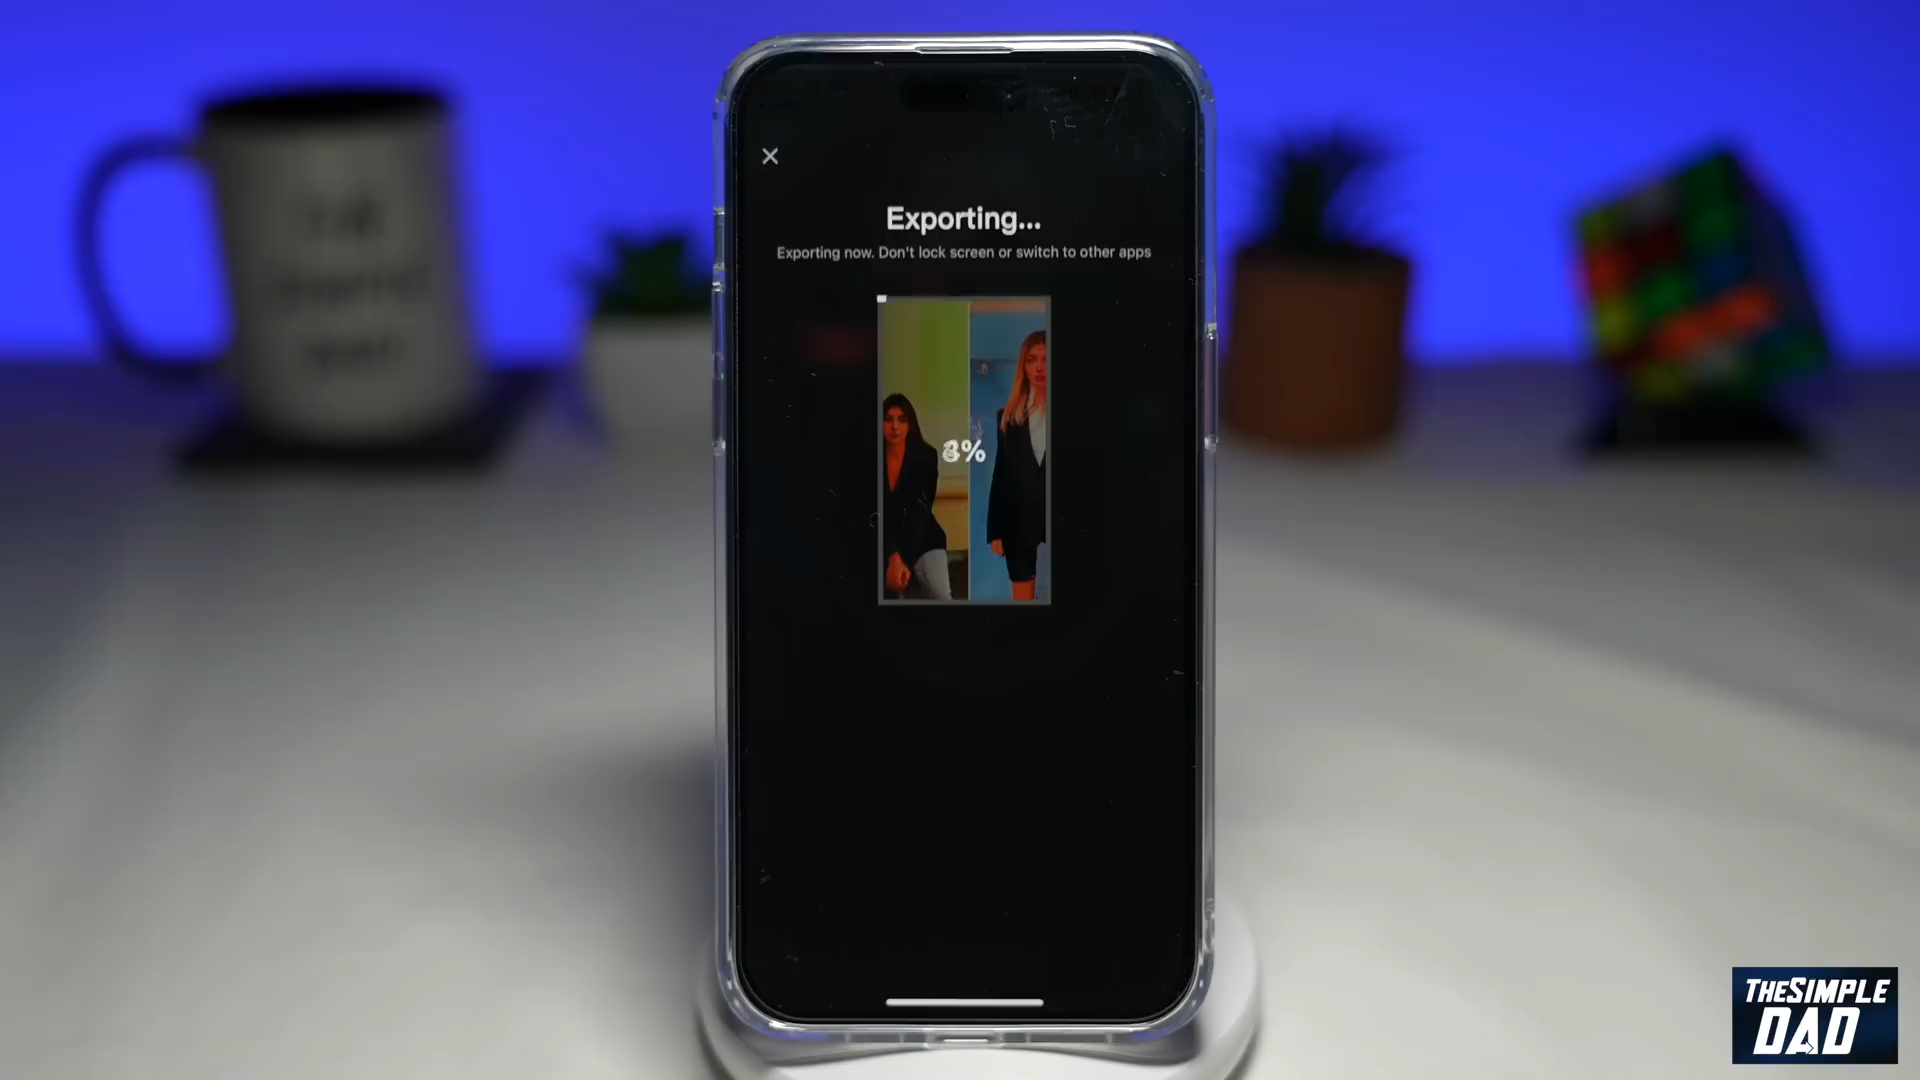 Exporting...
Exporting now. Don't lock screen or switch to other apps
THESIMPLE
DAD